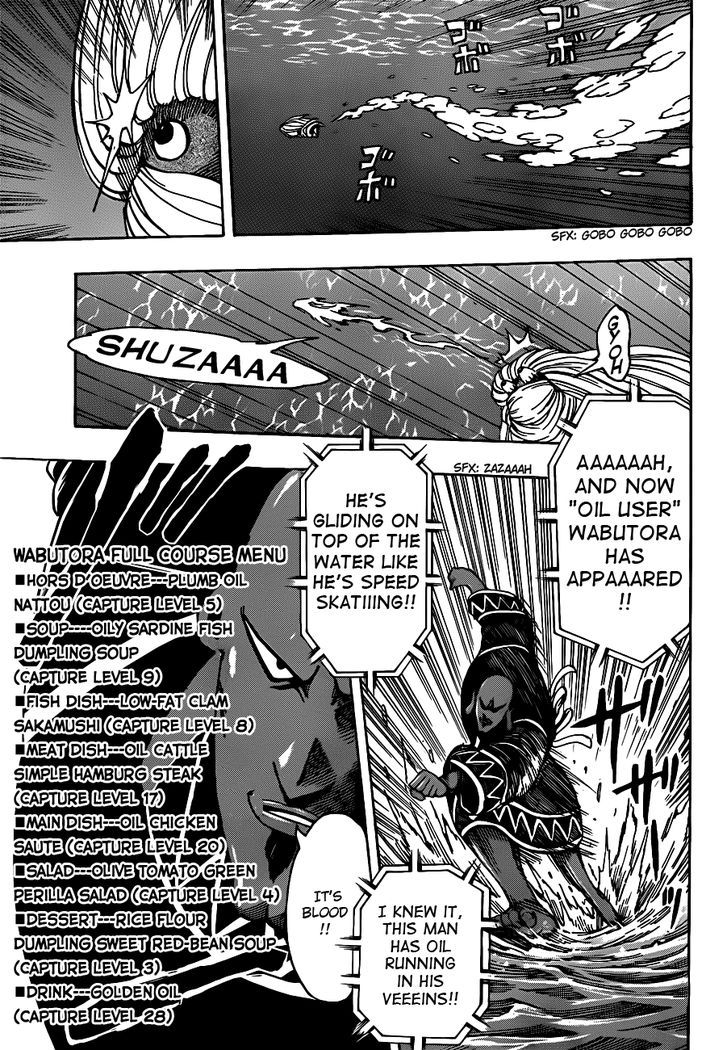 ゴボ
ゴボ
ゴボ
SFX: GOBO GOBO GOBO
GYOH
SHUZAAAA
SFX: ZAZAAAH
AAAAAAH,
AND NOW
"OIL USER"
WABUTORA
HAS
APPAAARED
!!
HE'S
GLIDING ON
TOP OF THE
WATER LIKE
HE'S SPEED
SKATIIING!!
WABUTORA FULL COURSE MENU
■HORS D'OEUVRE---PLUMB OIL
NATTOU (CAPTURE LEVEL 5)
■SOUP----OILY SARDINE FISH
DUMPLING SOUP
(CAPTURE LEVEL 9)
■FISH DISH---LOW-FAT CLAM
SAKAMUSHI (CAPTURE LEVEL 8)
■MEAT DISH---OIL CATTLE
SIMPLE HAMBURG STEAK
(CAPTURE LEVEL 17)
■MAIN DISH---OIL CHICKEN
SAUTE (CAPTURE LEVEL 20)
■SALAD---OLIVE TOMATO GREEN
PERILLA SALAD (CAPTURE LEVEL 4)
■DESSERT---RICE FLOUR
DUMPLING SWEET RED-BEAN SOUP
(CAPTURE LEVEL 3)
■DRINK---GOLDEN OIL
(CAPTURE LEVEL 28)
I KNEW IT,
THIS MAN
HAS OIL
RUNNING
IN HIS
VEEEINS!!
IT'S
BLOOD
!!